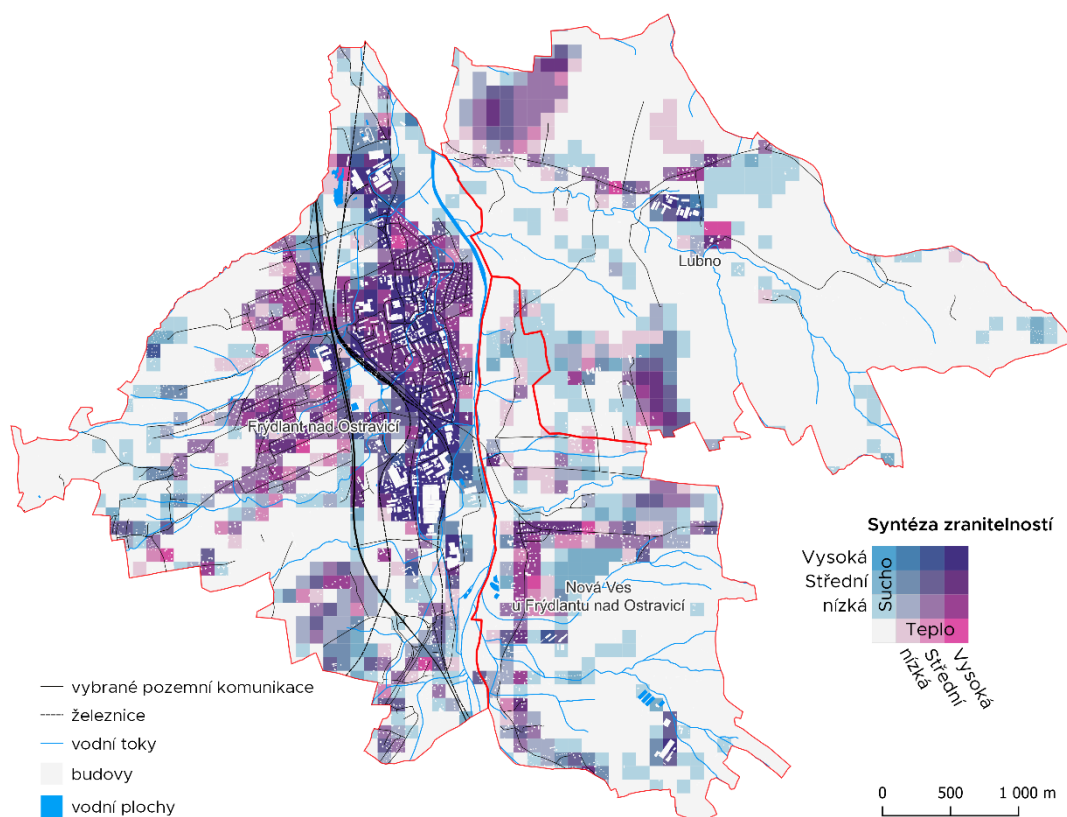 Lubno
Frýdlant nad Ostravicí
Nová Ves
u Frýdlantu nad Ostravicí
Syntéza zranitelností
Vysoká
Střední
nízká
Sucho
Teplo
nízká
Střední
Vysoká
vybrané pozemní komunikace
železnice
vodní toky
budovy
vodní plochy
0 500 1 000 m